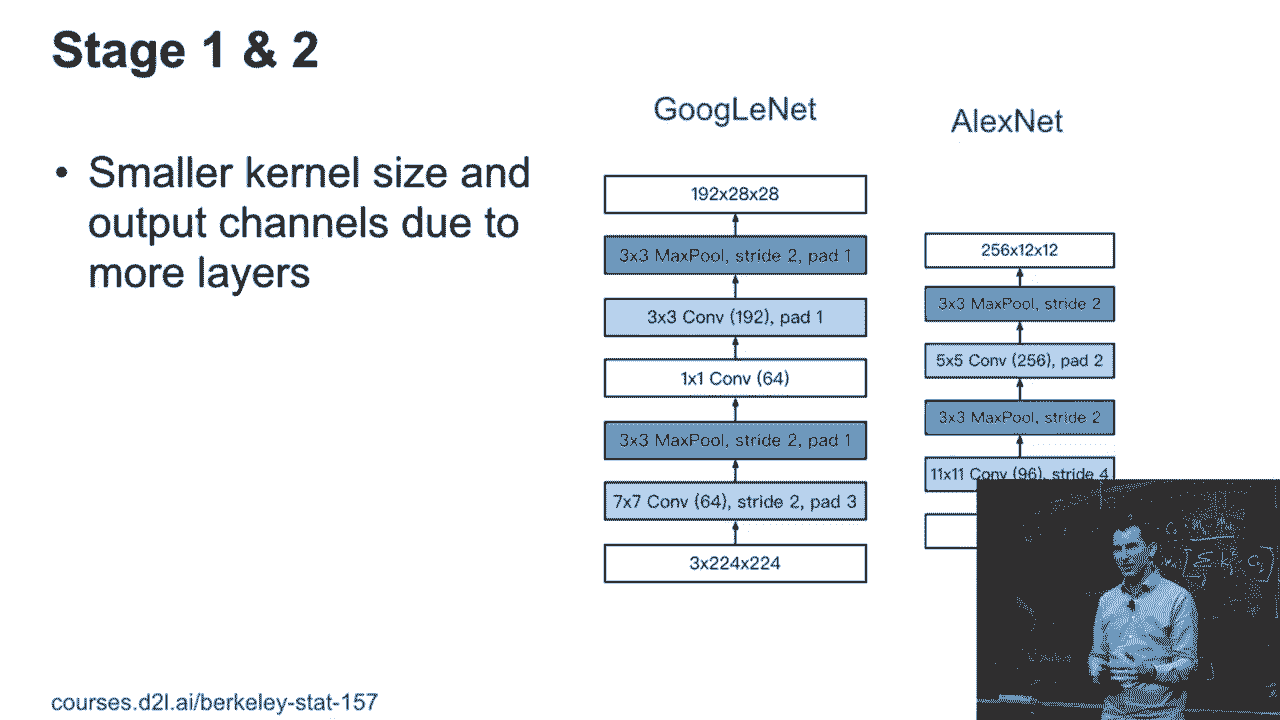 Stage 1 & 2
• Smaller kernel size and
output channels due to
more layers
GoogLeNet
192x28x28
3x3 MaxPool, stride 2, pad 1
3x3 Conv (192), pad 1
1x1 Conv (64)
3x3 MaxPool, stride 2, pad 1
7x7 Conv (64), stride 2, pad 3
3x224x224
AlexNet
256x12x12
3x3 MaxPool, stride 2
5x5 Conv (256), pad 2
3x3 MaxPool, stride 2
11x11 Conv (96), stride 4
courses.d2l.ai/berkeley-stat-157